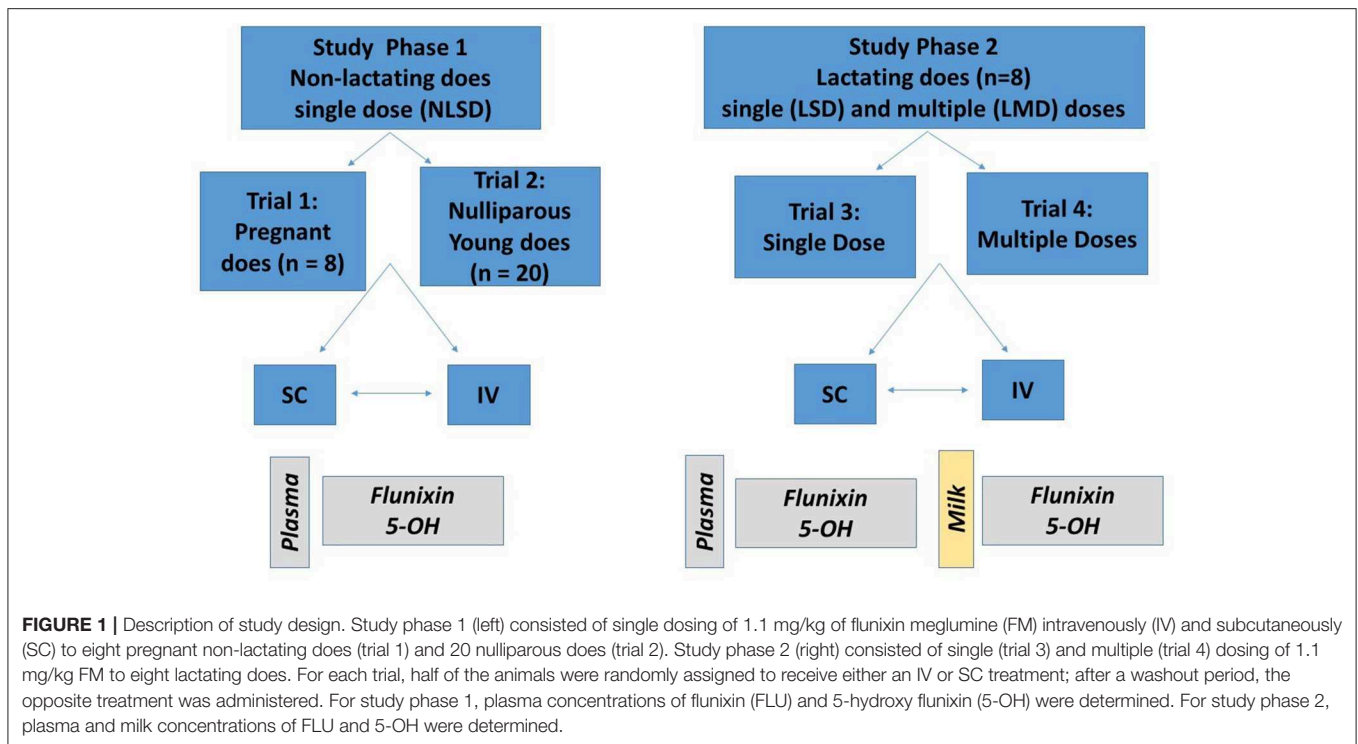 Study Phase 1
Non-lactating does
single dose (NLSD)
Trial 1:
Pregnant
does (n = 8)
Trial 2:
Nulliparous
Young does
(n = 20)
SC
IV
Plasma
Flunixin
5-OH
Study Phase 2
Lactating does (n=8)
single (LSD) and multiple (LMD) doses
Trial 3:
Single Dose
Trial 4:
Multiple Doses
SC
IV
Plasma
Flunixin
5-OH
Milk
Flunixin
5-OH
FIGURE 1 | Description of study design. Study phase 1 (left) consisted of single dosing of 1.1 mg/kg of flunixin meglumine (FM) intravenously (IV) and subcutaneously
(SC) to eight pregnant non-lactating does (trial 1) and 20 nulliparous does (trial 2). Study phase 2 (right) consisted of single (trial 3) and multiple (trial 4) dosing of 1.1
mg/kg FM to eight lactating does. For each trial, half of the animals were randomly assigned to receive either an IV or SC treatment; after a washout period, the
opposite treatment was administered. For study phase 1, plasma concentrations of flunixin (FLU) and 5-hydroxy flunixin (5-OH) were determined. For study phase 2,
plasma and milk concentrations of FLU and 5-OH were determined.